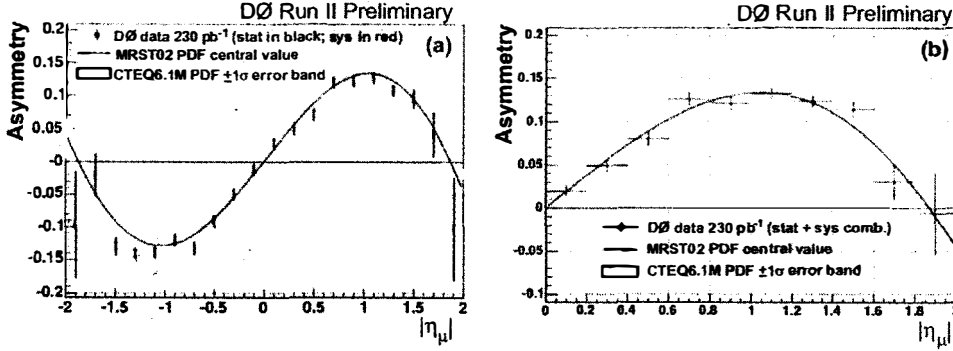 DØ Run II Preliminary
(a)
DØ data 230 pb⁻¹ (stat in black; sys in red)
MRST02 PDF central value
CTEQ6.1M PDF ±1σ error band
Asymmetry
0.2
0.15
0.1
0.05
-0
-0.05
-0.1
-0.15
-0.2
-2 -1.5 -1 -0.5 0 0.5 1 1.5 2
|ημ|
DØ Run II Preliminary
(b)
Asymmetry
0.2
0.15
0.1
0.05
0
-0.05
-0.1
DØ data 230 pb⁻¹ (stat + sys comb.)
MRST02 PDF central value
CTEQ6.1M PDF ±1σ error band
0 0.2 0.4 0.6 0.8 1 1.2 1.4 1.6 1.8 2
|ημ|